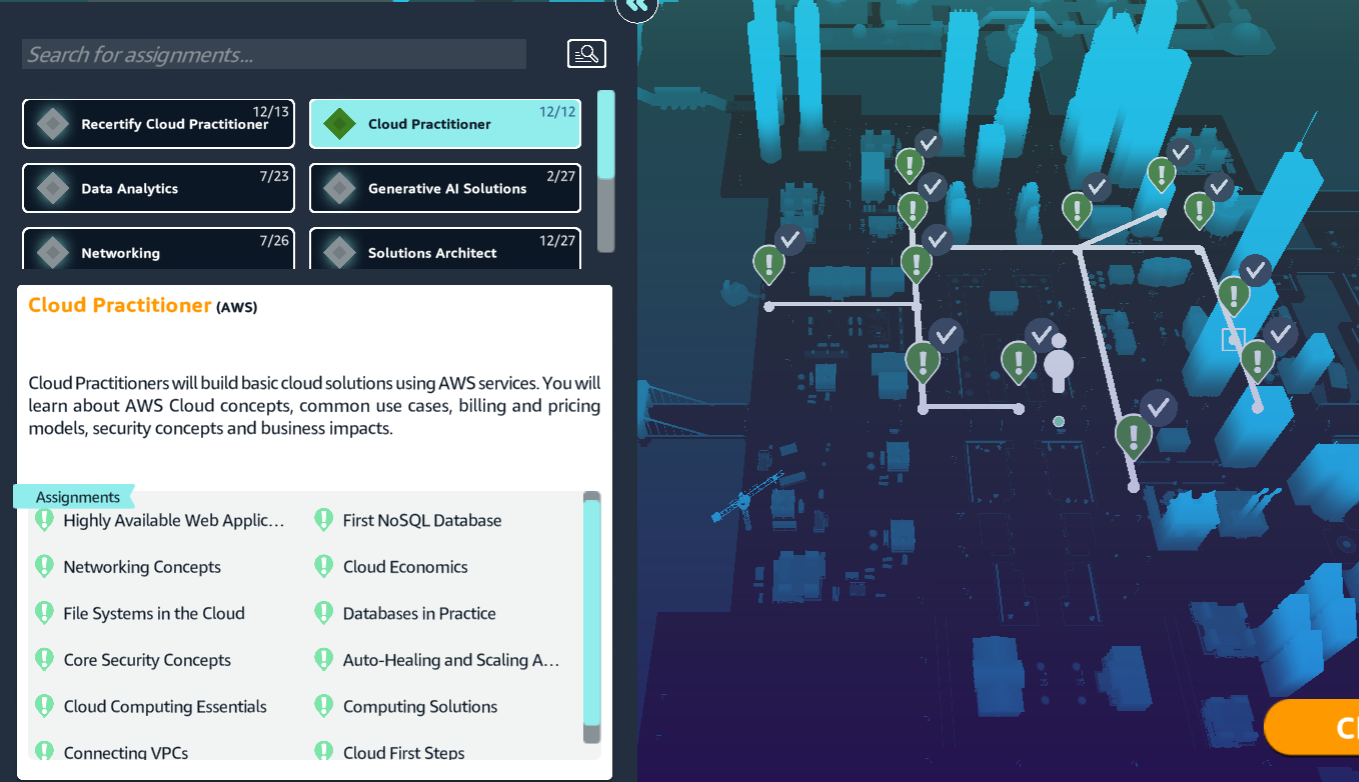 Search for assignments...
12/13
Recertify Cloud Practitioner
12/12
Cloud Practitioner
7/23
Data Analytics
2/27
Generative AI Solutions
7/26
Networking
12/27
Solutions Architect
Cloud Practitioner (AWS)
Cloud Practitioners will build basic cloud solutions using AWS services. You will
learn about AWS Cloud concepts, common use cases, billing and pricing
models, security concepts and business impacts.
Assignments
Highly Available Web Applic...
First NoSQL Database
Networking Concepts
Cloud Economics
File Systems in the Cloud
Databases in Practice
Core Security Concepts
Auto-Healing and Scaling A...
Cloud Computing Essentials
Computing Solutions
Connecting VPCs
Cloud First Steps